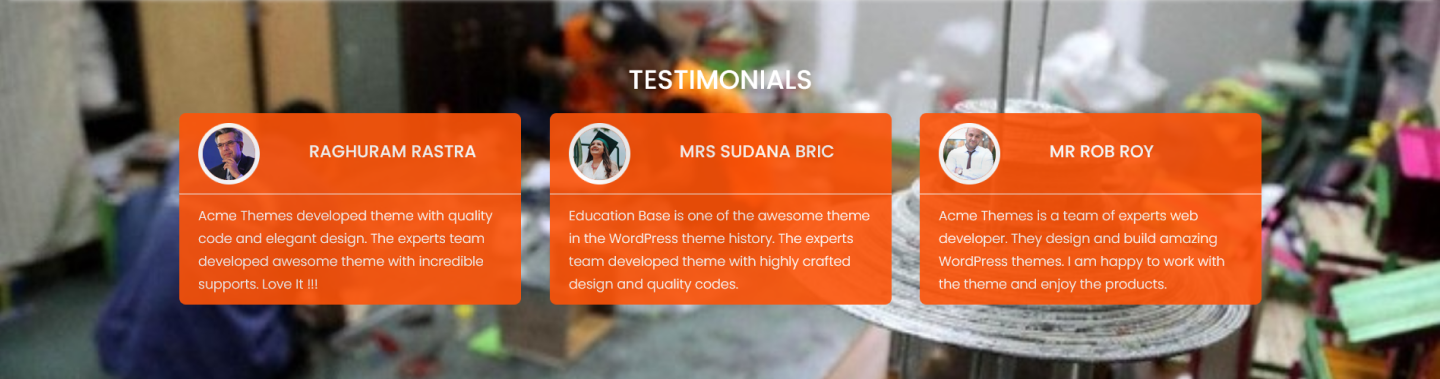 TESTIMONIALS
RAGHURAM RASTRA
Acme Themes developed theme with quality
code and elegant design. The experts team
developed awesome theme with incredible
supports. Love It !!!
MRS SUDANA BRIC
Education Base is one of the awesome theme
in the WordPress theme history. The experts
team developed theme with highly crafted
design and quality codes.
MR ROB ROY
Acme Themes is a team of experts web
developer. They design and build amazing
WordPress themes. I am happy to work with
the theme and enjoy the products.